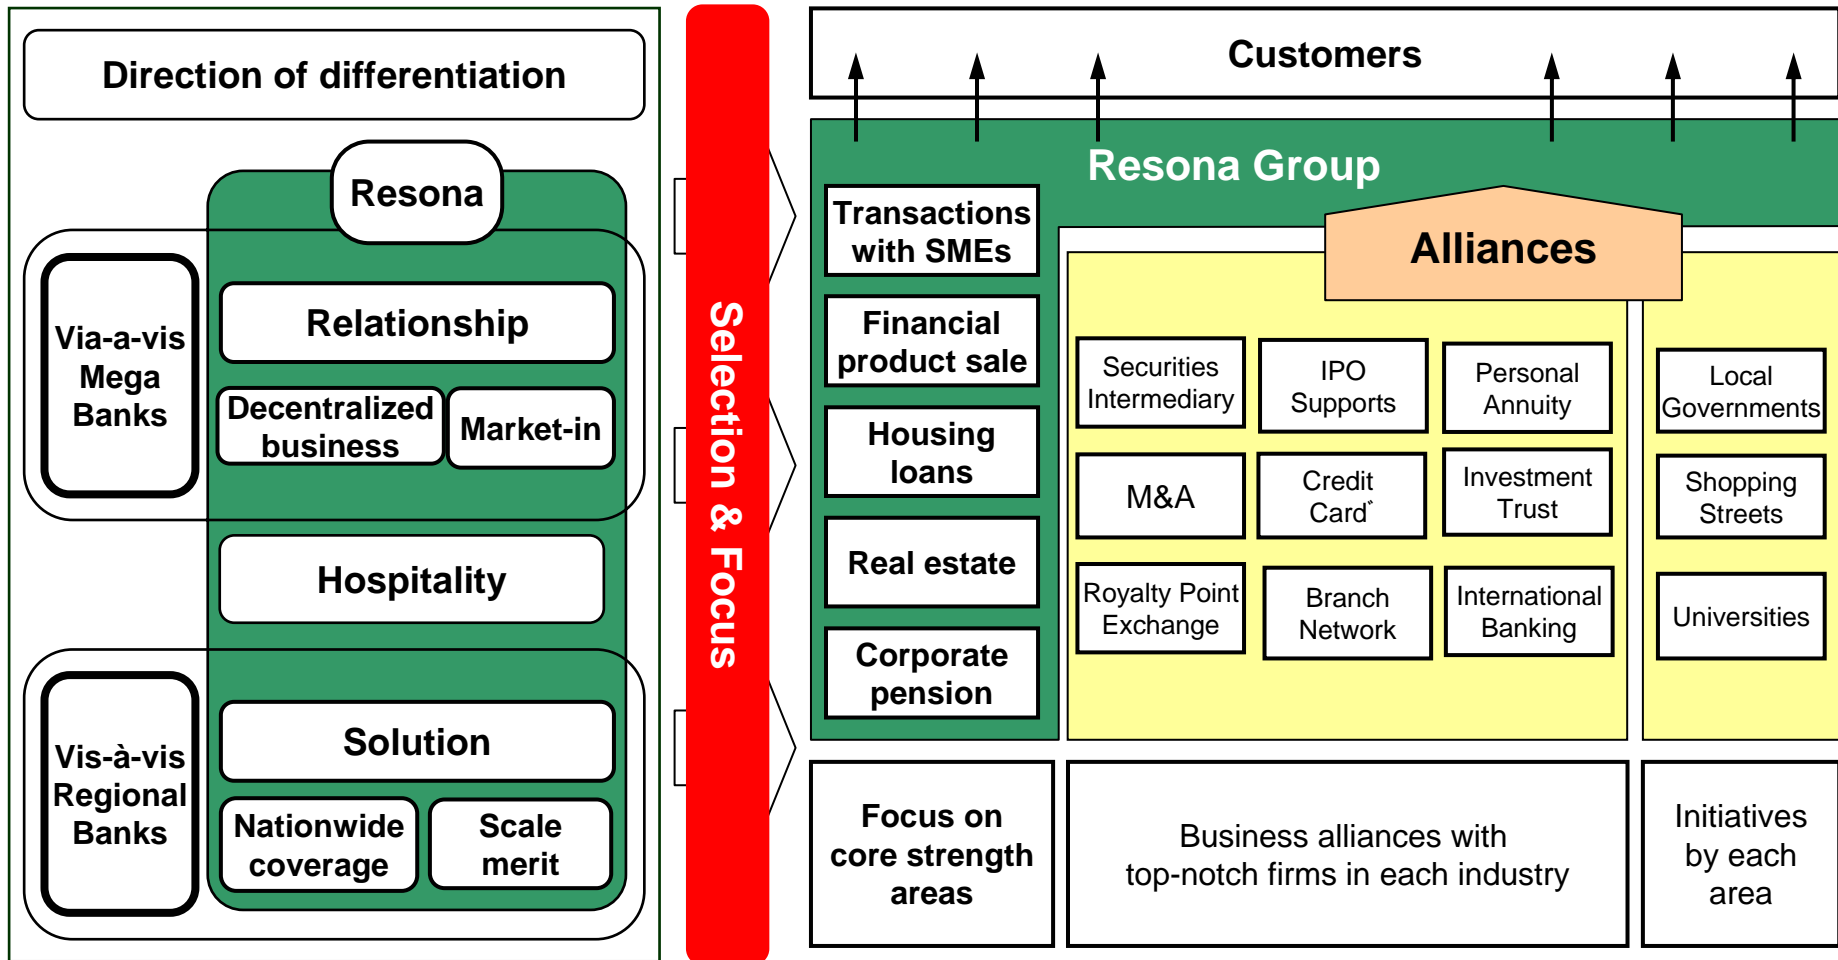 Direction of differentiation
Resona
Via-a-vis
Mega
Banks
Relationship
Decentralized
business
Market-in
Hospitality
Vis-à-vis
Regional
Banks
Solution
Nationwide
coverage
Scale
merit
Selection & Focus
Customers
Resona Group
Transactions
with SMEs
Financial
product sale
Housing
loans
Real estate
Corporate
pension
Alliances
Securities
Intermediary
IPO
Supports
Personal
Annuity
M&A
Credit
Card
Investment
Trust
Royalty Point
Exchange
Branch
Network
International
Banking
Local
Governments
Shopping
Streets
Universities
Focus on
core strength
areas
Business alliances with
top-notch firms in each industry
Initiatives
by each
area